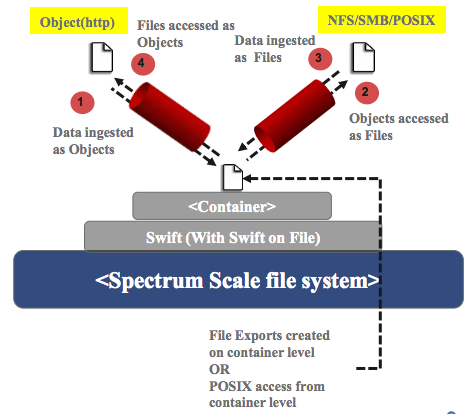 Object(http)
NFS/SMB/POSIX
Files accessed as
Objects
4
Data ingested
as Files
3
1
2
Data ingested
as Objects
Objects accessed
as Files
<Container>
Swift (With Swift on File)
<Spectrum Scale file system>
File Exports created
on container level
OR
POSIX access from
container level